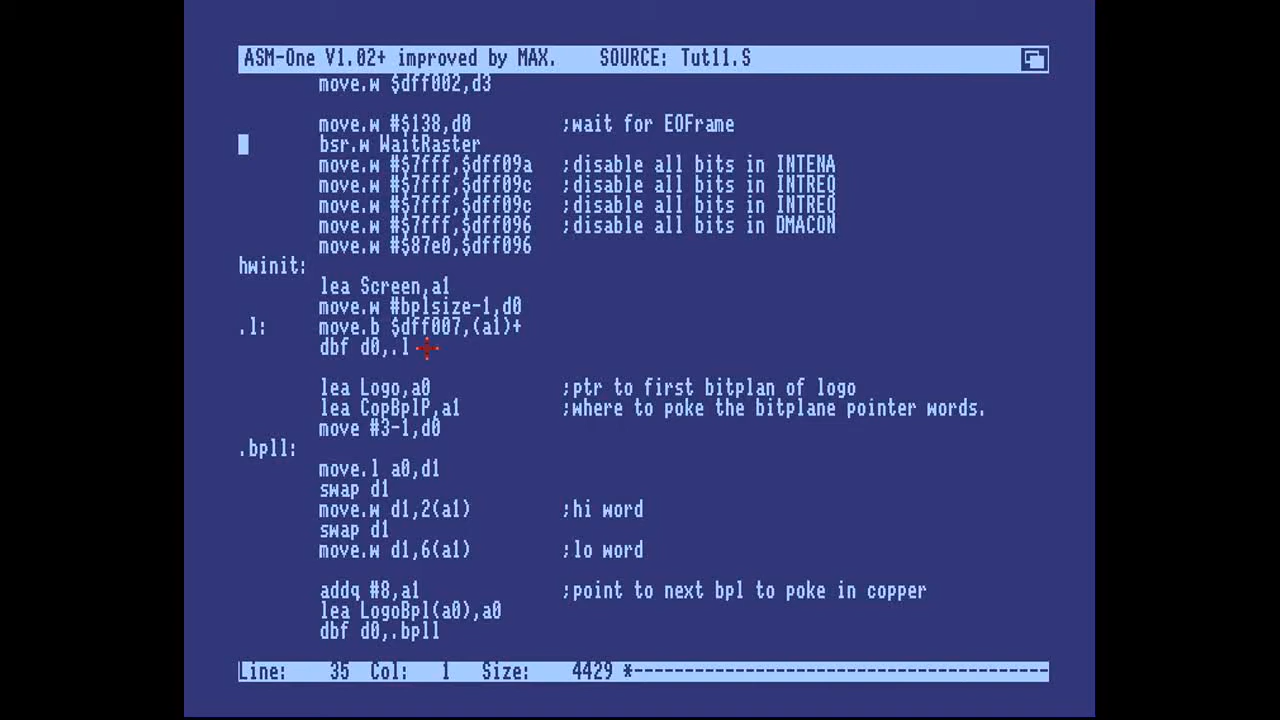 ASM-One V1.02+ improved by MAX. SOURCE: Tut11.S
move.w $dff002,d3
move.w #$138,d0 ;wait for EOFrame
bsr.w WaitRaster
move.w #$7fff,$dff09a ;disable all bits in INTENA
move.w #$7fff,$dff09c ;disable all bits in INTREQ
move.w #$7fff,$dff09c ;disable all bits in INTREQ
move.w #$7fff,$dff096 ;disable all bits in DMACON
move.w #$87e0,$dff096
hwinit:
lea Screen,a1
move.w #bplsize-1,d0
.l: move.b $dff007,(a1)+
dbf d0,.l
lea Logo,a0 ;ptr to first bitplan of logo
lea CopBplP,a1 ;where to poke the bitplane pointer words.
move #3-1,d0
.bpll:
move.l a0,d1
swap d1
move.w d1,2(a1) ;hi word
swap d1
move.w d1,6(a1) ;lo word
addq #8,a1 ;point to next bpl to poke in copper
lea LogoBpl(a0),a0
dbf d0,.bpll
Line: 35 Col: 1 Size: 4429 *-----------------------------------------